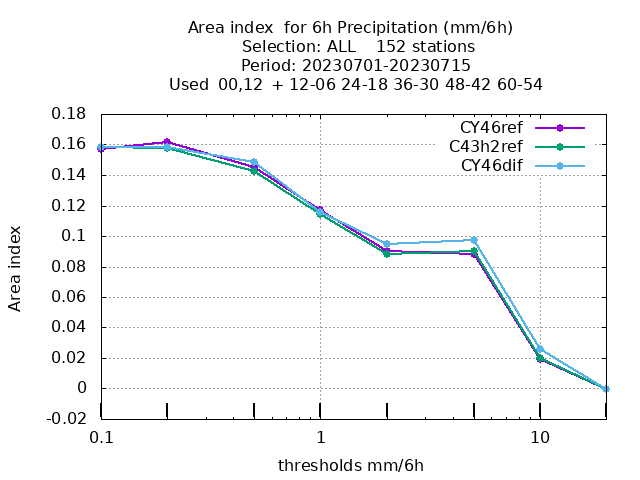 Area index  for 6h Precipitation (mm/6h)
Selection: ALL    152 stations
Period: 20230701-20230715
Used  00,12  + 12-06 24-18 36-30 48-42 60-54
CY46ref
C43h2ref
CY46dif
0.18
0.16
0.14
0.12
0.1
0.08
0.06
0.04
0.02
0
-0.02
Area index
0.1 1 10
thresholds mm/6h